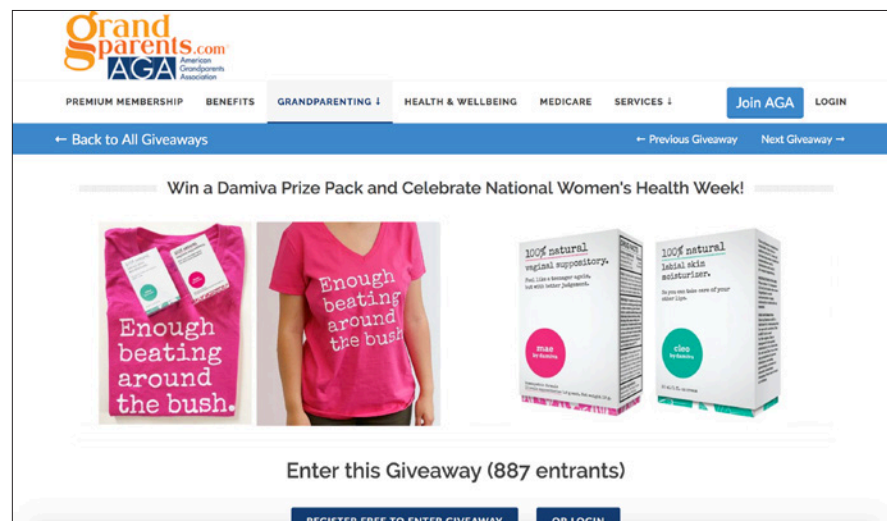 Grand
parents.com
AGA
American
Grandparents
Association
PREMIUM MEMBERSHIP
BENEFITS
GRANDPARENTING ↓
HEALTH & WELLBEING
MEDICARE
SERVICES ↓
Join AGA
LOGIN
← Back to All Giveaways
← Previous Giveaway
Next Giveaway →
Win a Damiva Prize Pack and Celebrate National Women's Health Week!
Enough
beating
around
the bush.
Enough
beating
around
the bush.
100% natural
vaginal suppository.
Feel like a teenager again,
but with better judgement.
mae
by damiva
100% natural
labial skin
moisturizer.
So you can take care of your
other lips.
cleo
by damiva
Enter this Giveaway (887 entrants)
REGISTER FREE TO ENTER GIVEAWAY
OR LOGIN